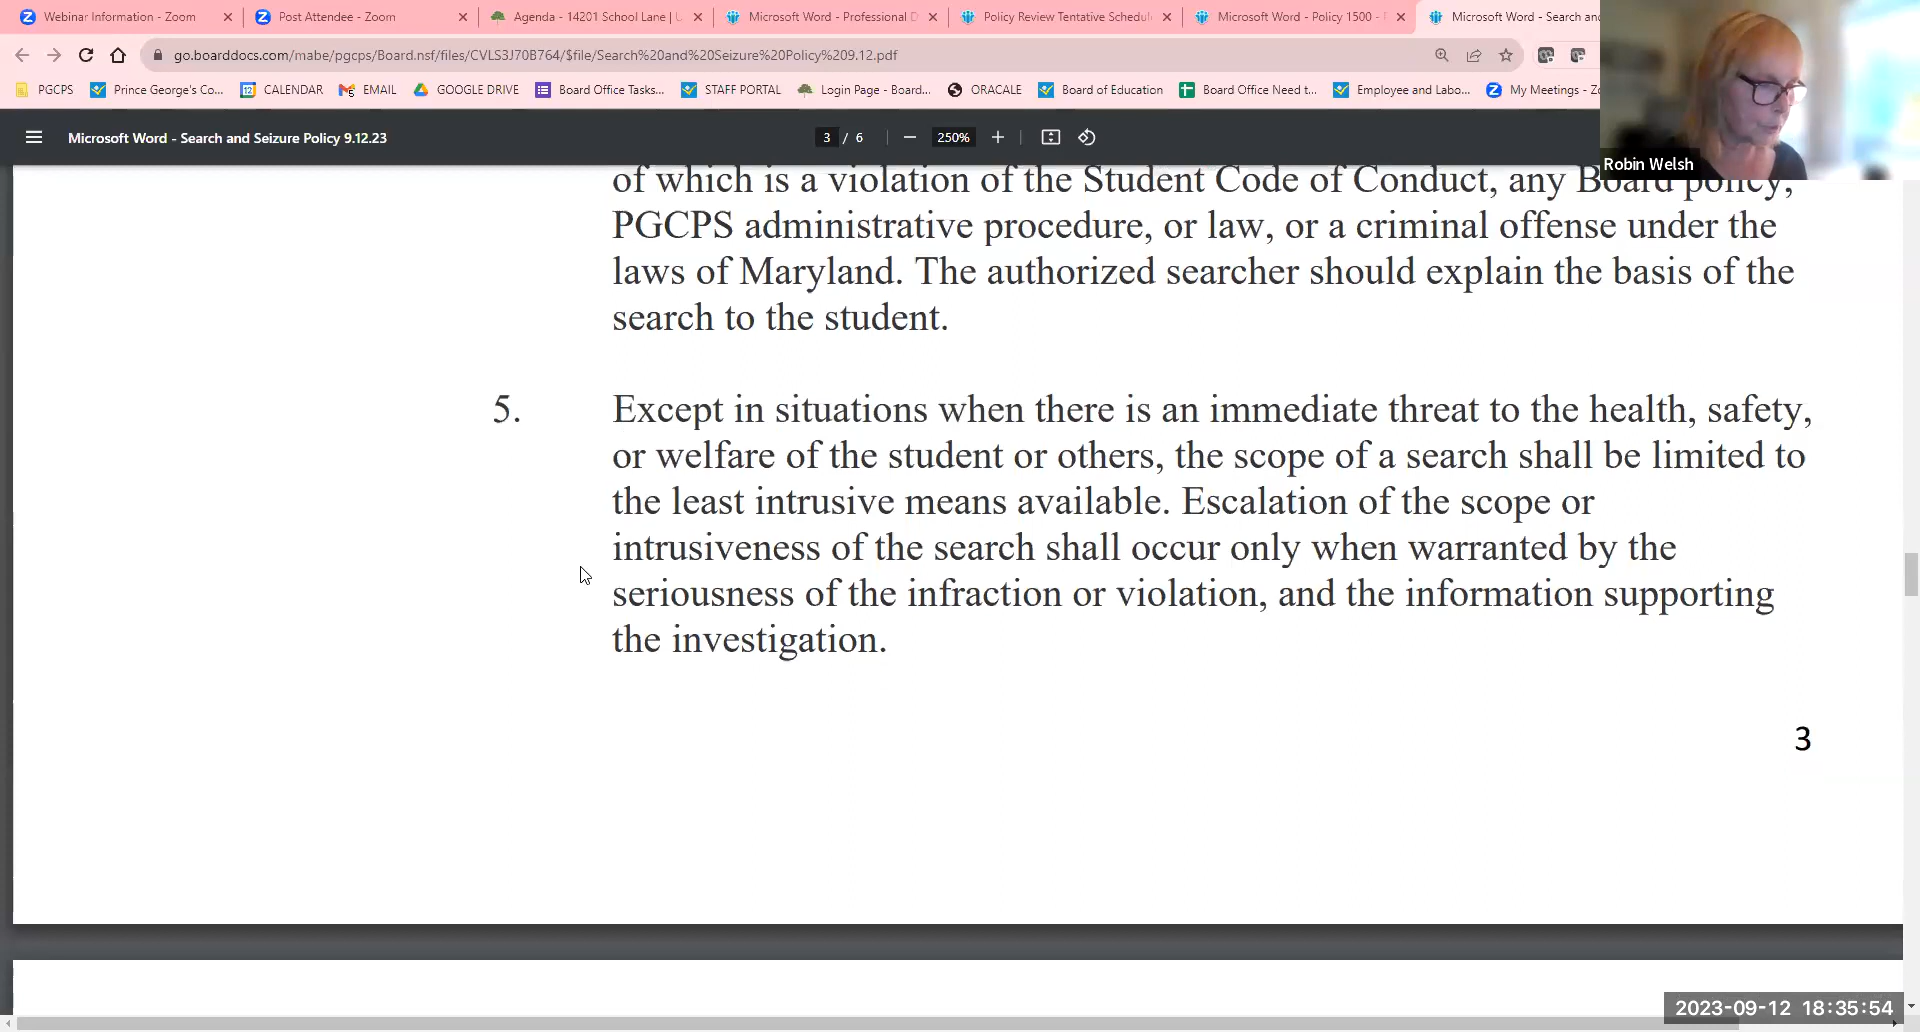 Webinar Information - Zoom
Post Attendee - Zoom
Agenda - 14201 School Lane |
Microsoft Word - Professional D
Policy Review Tentative Schedul
Microsoft Word - Policy 1500 -
Microsoft Word - Search and
go.boarddocs.com/mabe/pgcps/Board.nsf/files/CVLS3J70B764/$file/Search%20and%20Seizure%20Policy%209.12.pdf
PGCPS
Prince George's Co...
CALENDAR
EMAIL
GOOGLE DRIVE
Board Office Tasks...
STAFF PORTAL
Login Page - Board...
ORACALE
Board of Education
Board Office Need t...
Employee and Labo...
My Meetings - Zo
Microsoft Word - Search and Seizure Policy 9.12.23
3 / 6
250%
Robin Welsh
of which is a violation of the Student Code of Conduct, any Board policy,
PGCPS administrative procedure, or law, or a criminal offense under the
laws of Maryland. The authorized searcher should explain the basis of the
search to the student.
5. Except in situations when there is an immediate threat to the health, safety,
or welfare of the student or others, the scope of a search shall be limited to
the least intrusive means available. Escalation of the scope or
intrusiveness of the search shall occur only when warranted by the
seriousness of the infraction or violation, and the information supporting
the investigation.
3
2023-09-12 18:35:54